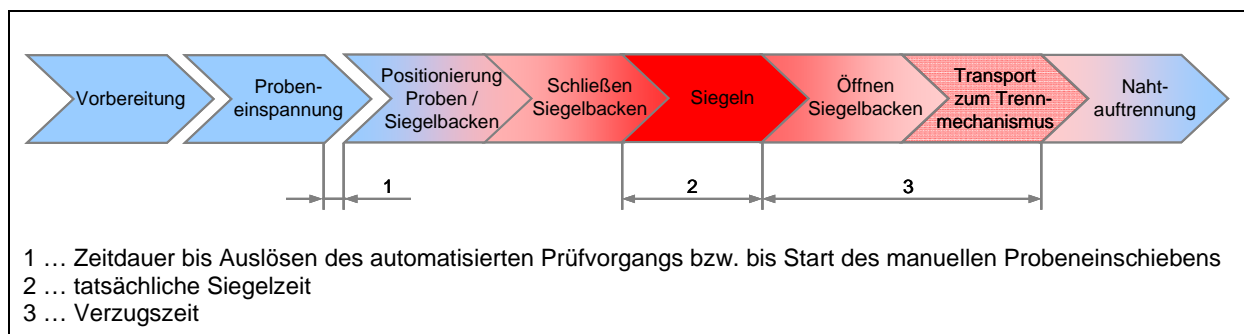 Vorbereitung
Proben-
einspannung
Positionierung
Proben /
Siegelbacken
Schließen
Siegelbacken
Siegeln
Öffnen
Siegelbacken
Transport
zum Trenn-
mechanismus
Naht-
auftrennung
1
2
3
1 … Zeitdauer bis Auslösen des automatisierten Prüfvorgangs bzw. bis Start des manuellen Probeneinschiebens
2 … tatsächliche Siegelzeit
3 … Verzugszeit